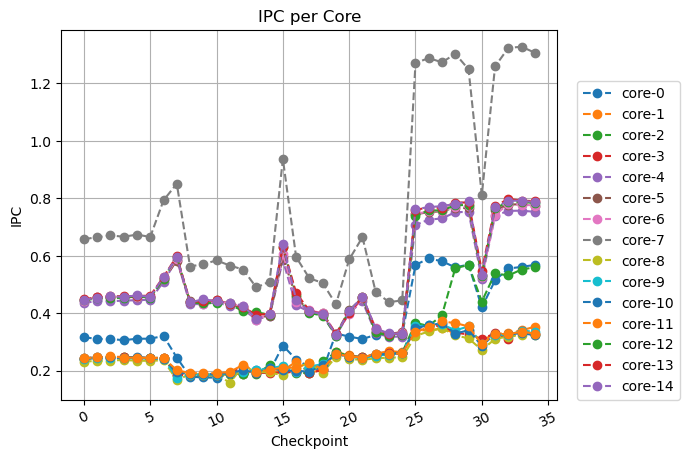 IPC per Core
IPC
1.2
1.0
0.8
0.6
0.4
0.2
0
5
10
15
20
25
30
35
Checkpoint
core-0
core-1
core-2
core-3
core-4
core-5
core-6
core-7
core-8
core-9
core-10
core-11
core-12
core-13
core-14